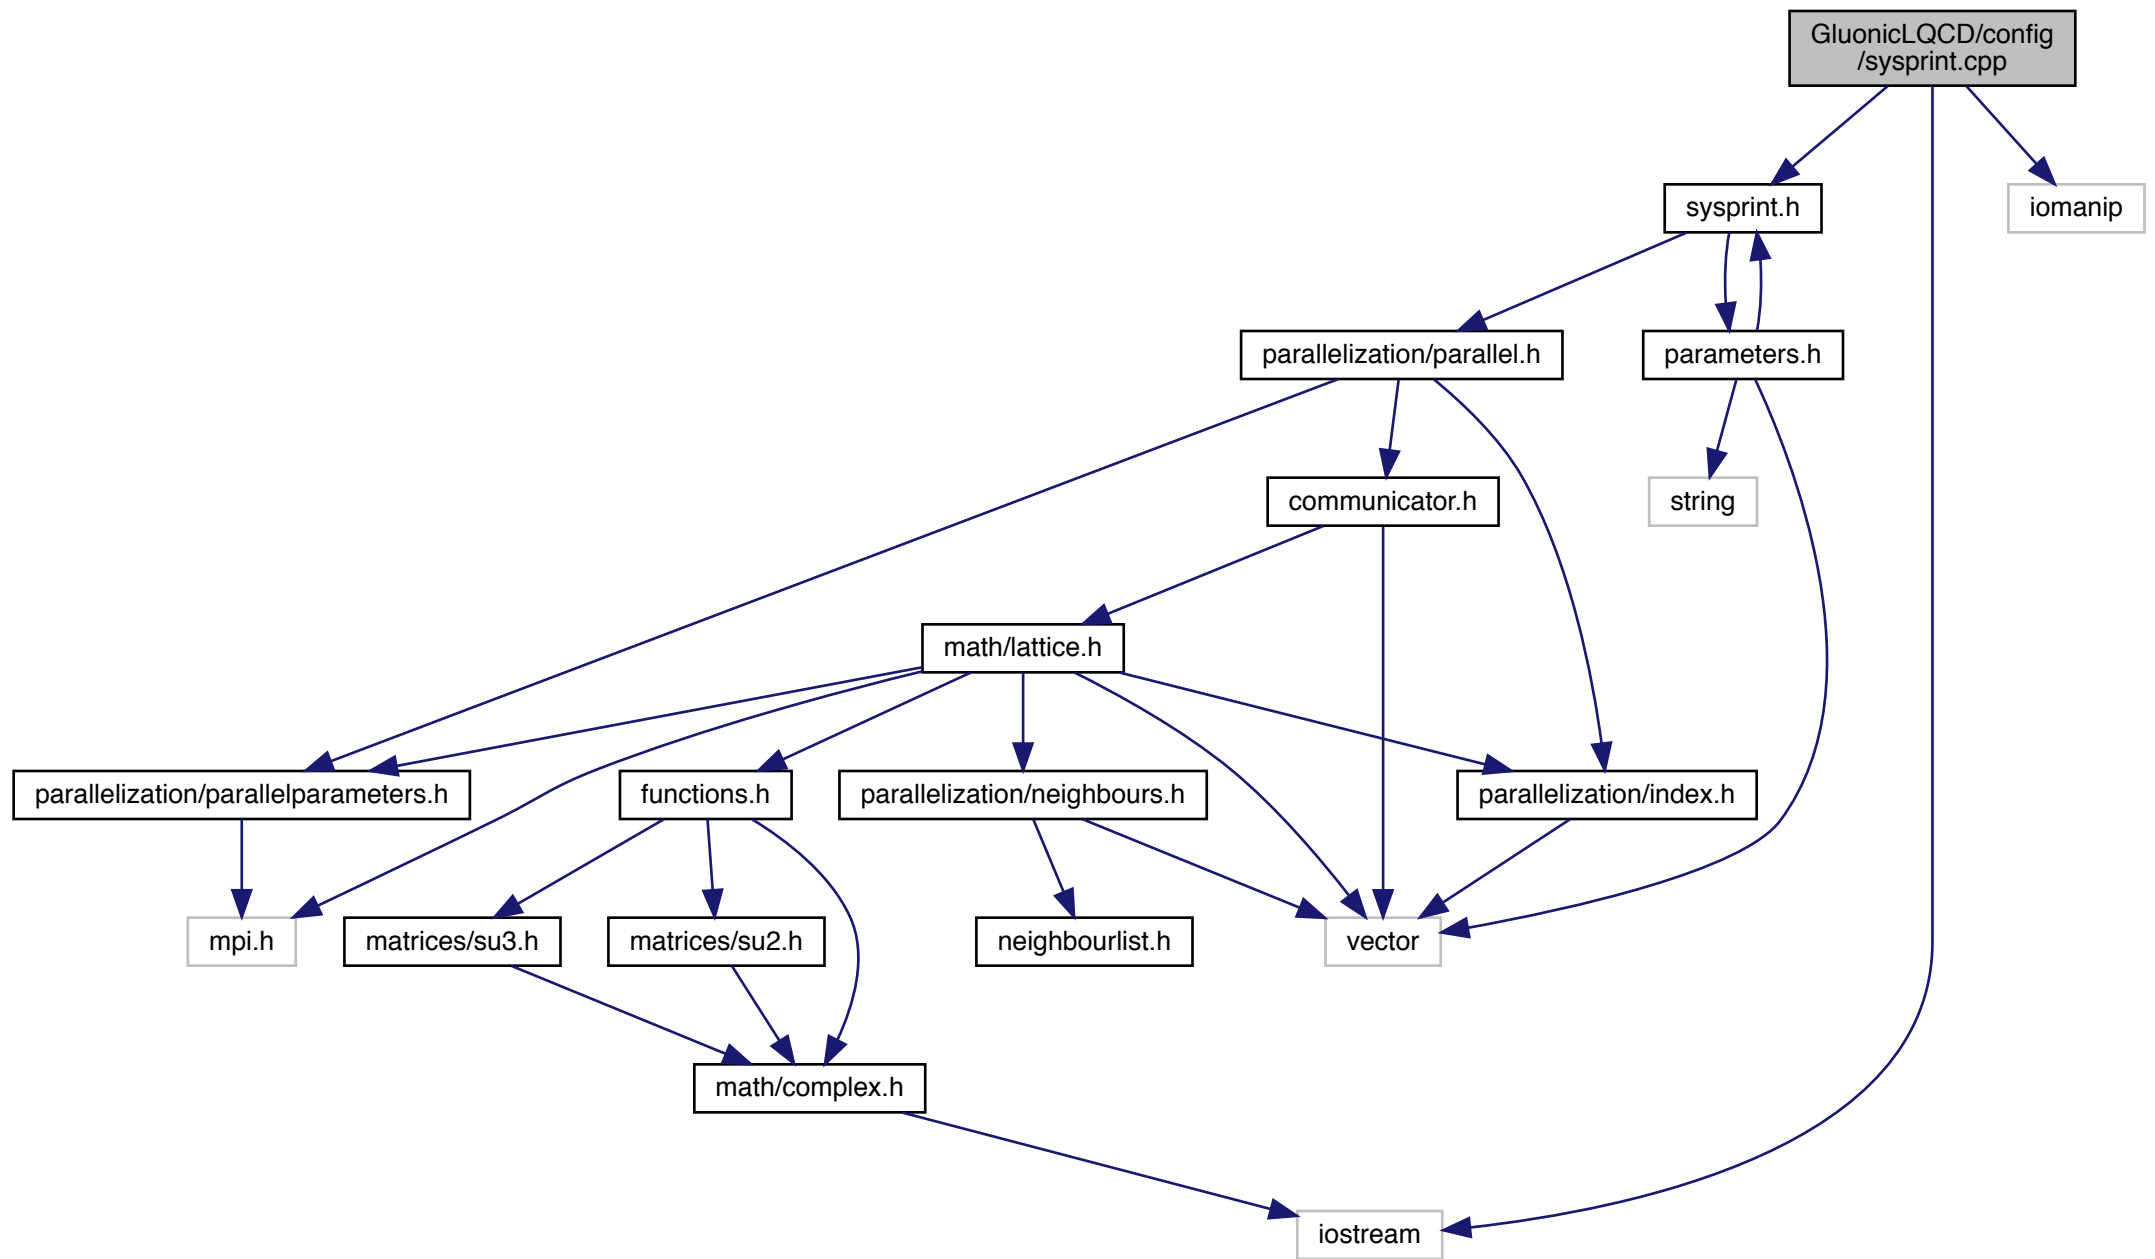 GluonicLQCD/config
/sysprint.cpp
sysprint.h
iomanip
parallelization/parallel.h
parameters.h
communicator.h
string
math/lattice.h
parallelization/parallelparameters.h
functions.h
parallelization/neighbours.h
parallelization/index.h
mpi.h
matrices/su3.h
matrices/su2.h
neighbourlist.h
vector
math/complex.h
iostream